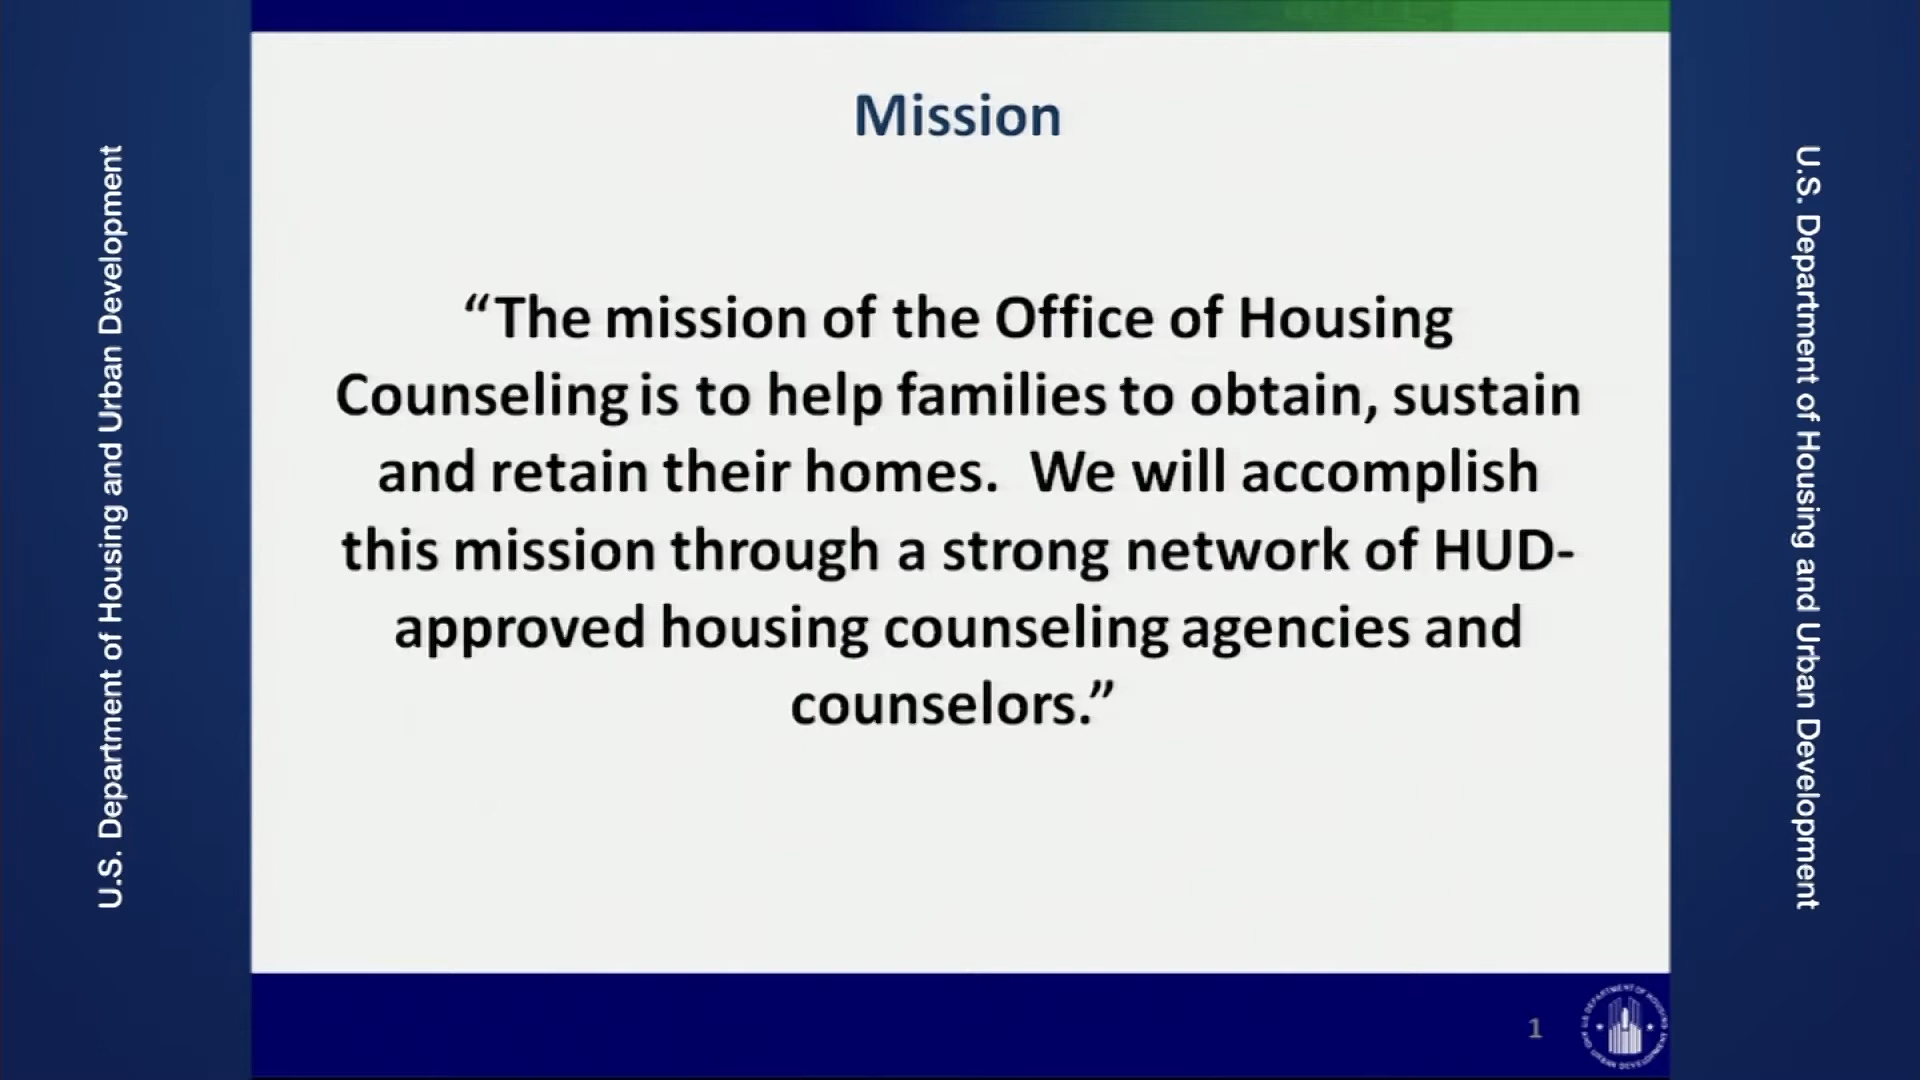 Mission
“The mission of the Office of Housing
Counseling is to help families to obtain, sustain
and retain their homes.  We will accomplish
this mission through a strong network of HUD-
approved housing counseling agencies and
counselors.”
U.S. Department of Housing and Urban Development
U.S. Department of Housing and Urban Development
1